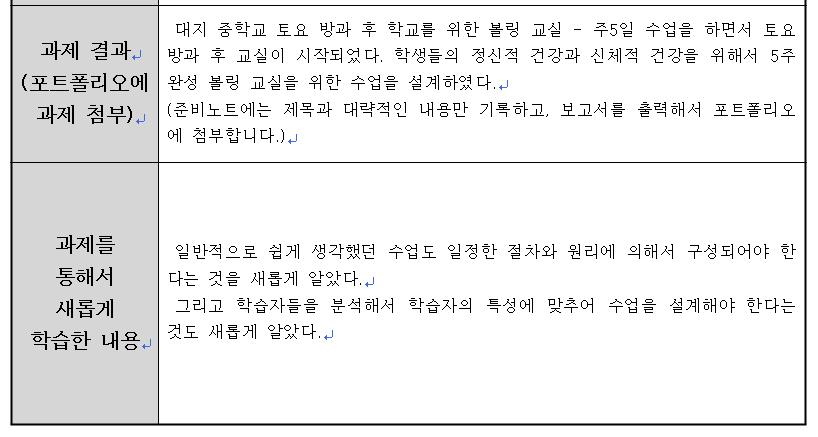 과제 결과
(포트폴리오에
과제 첨부)
대지 중학교 토요 방과 후 학교를 위한 볼링 교실 - 주5일 수업을 하면서 토요
방과 후 교실이 시작되었다. 학생들의 정신적 건강과 신체적 건강을 위해서 5주
완성 볼링 교실을 위한 수업을 설계하였다.
(준비노트에는 제목과 대략적인 내용만 기록하고, 보고서를 출력해서 포트폴리오
에 첨부합니다.)
과제를
통해서
새롭게
학습한 내용
일반적으로 쉽게 생각했던 수업도 일정한 절차와 원리에 의해서 구성되어야 한
다는 것을 새롭게 알았다.
그리고 학습자들을 분석해서 학습자의 특성에 맞추어 수업을 설계해야 한다는
것도 새롭게 알았다.